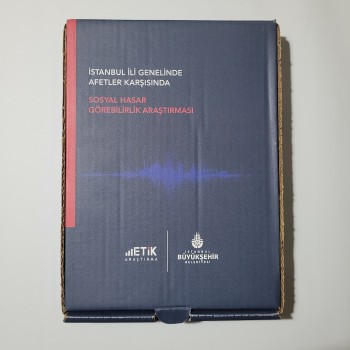 İSTANBUL İLİ GENELİNDE
AFETLER KARŞISINDA
SOSYAL HASAR
GÖREBİLİRLİK ARAŞTIRMASI
ETİK
ARAŞTIRMA
İSTANBUL
BÜYÜKŞEHİR
BELEDİYESİ